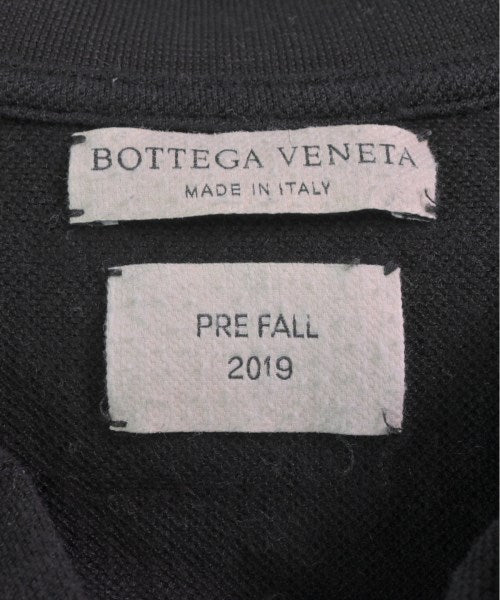 BOTTEGA VENETA
MADE IN ITALY
PRE FALL
2019